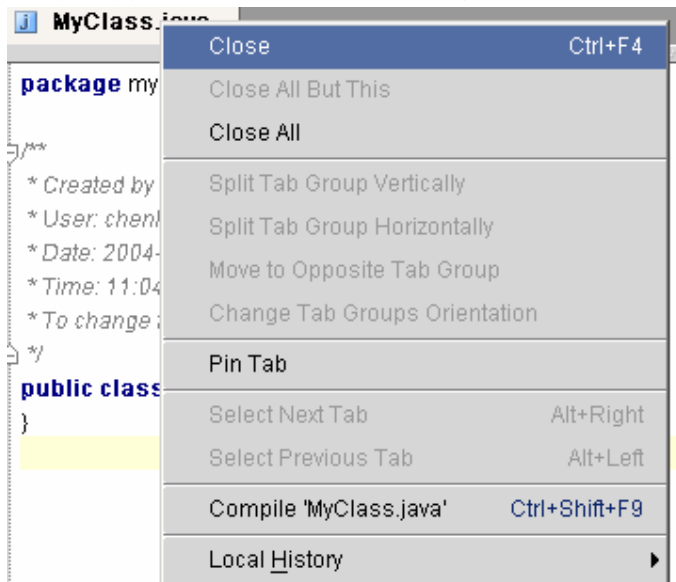 MyClass.java
Close Ctrl+F4
package my
Close All But This
Close All
/**
* Created by
Split Tab Group Vertically
* User: chenl
Split Tab Group Horizontally
* Date: 2004-
Move to Opposite Tab Group
* Time: 11:04
* To change
Change Tab Groups Orientation
*/
Pin Tab
public class
}
Select Next Tab Alt+Right
Select Previous Tab Alt+Left
Compile 'MyClass.java' Ctrl+Shift+F9
Local History